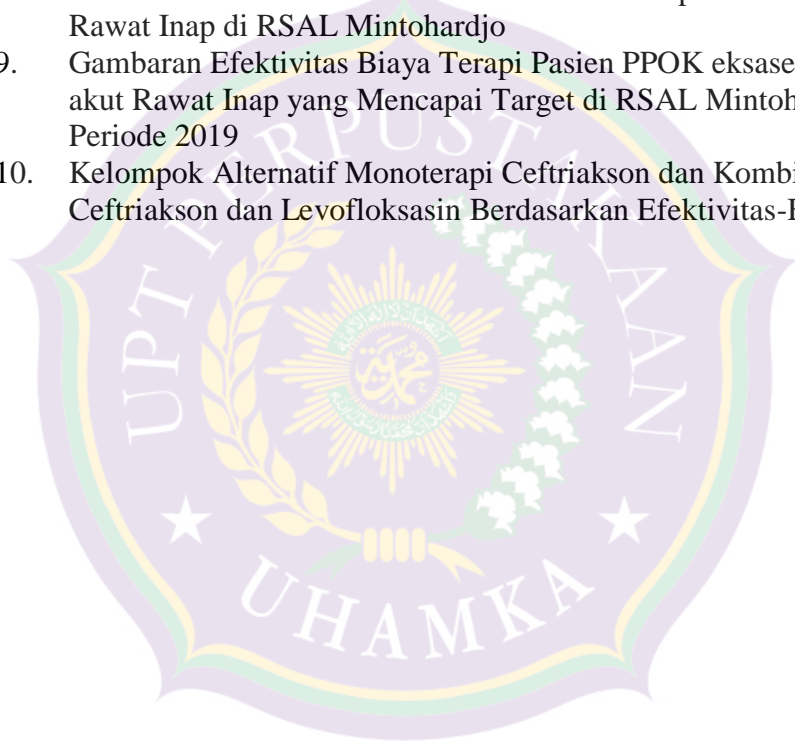 Rawat Inap di RSAL Mintohardjo
9. Gambaran Efektivitas Biaya Terapi Pasien PPOK eksase
akut Rawat Inap yang Mencapai Target di RSAL Mintoh
Periode 2019
10. Kelompok Alternatif Monoterapi Ceftriakson dan Kombi
Ceftriakson dan Levofloksasin Berdasarkan Efektivitas-B
UPT PERPUSTAKAAN
UHAMKA